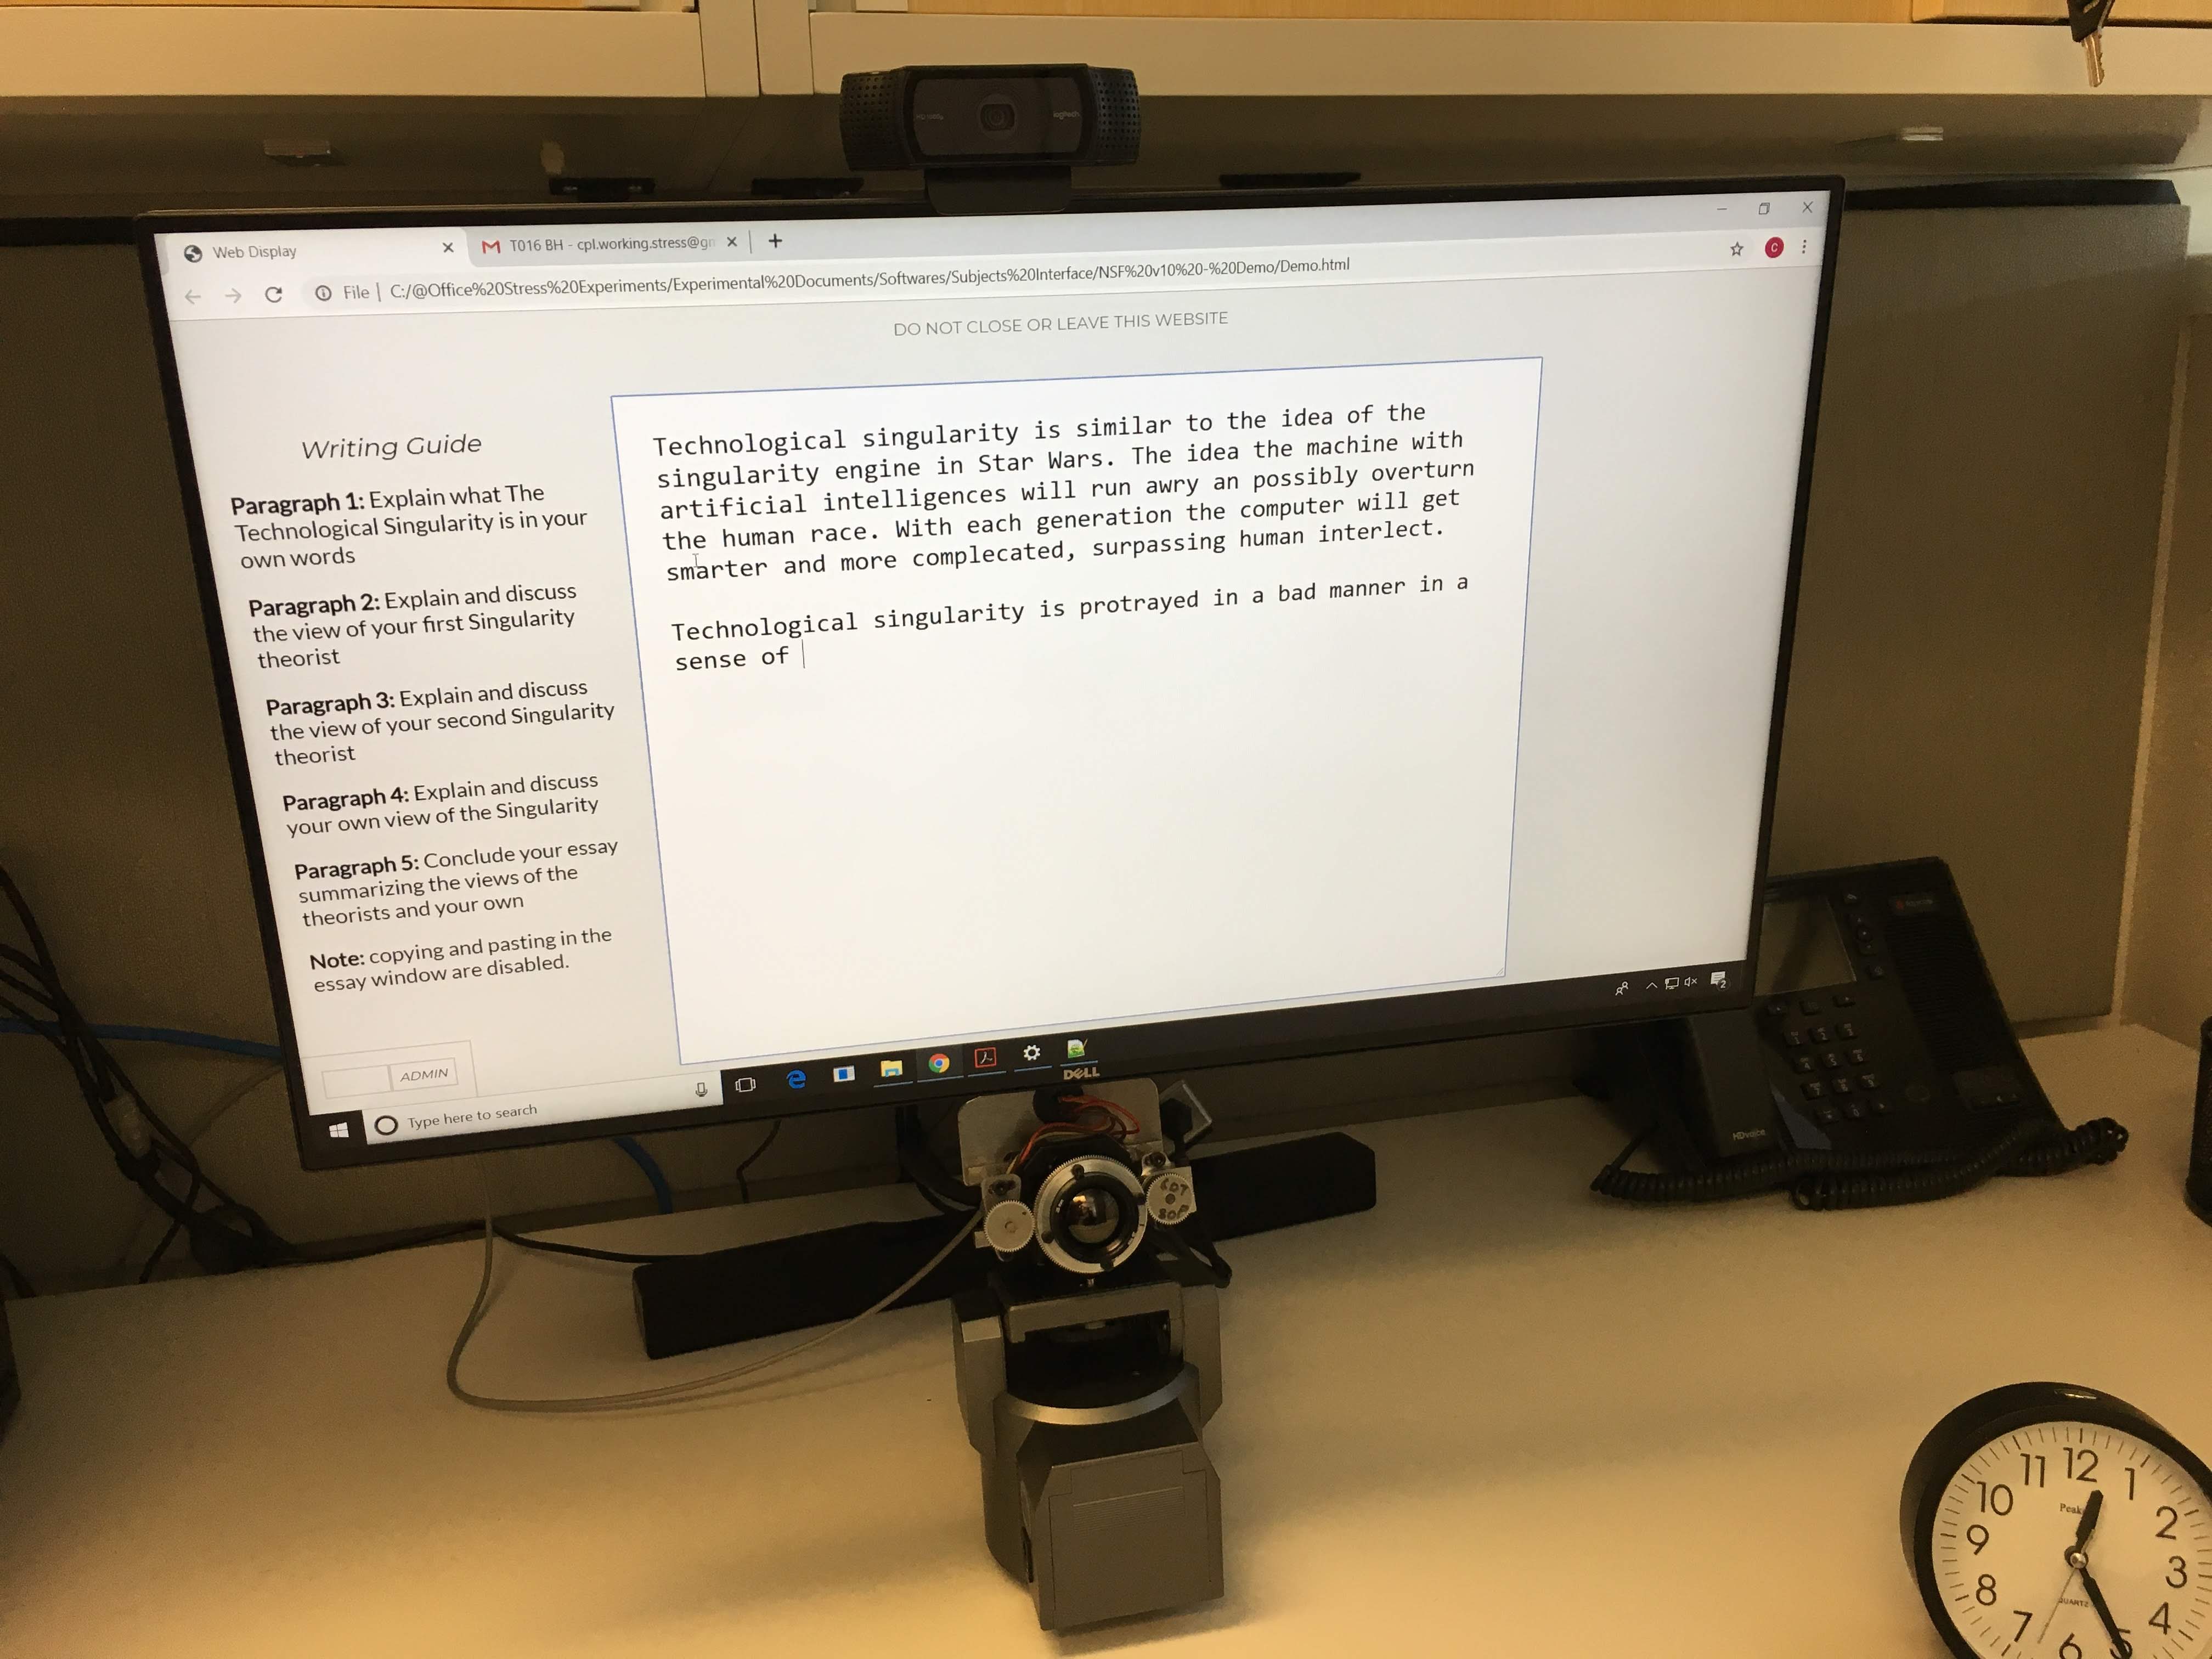 HD 1080p
logitech
Web Display
T016 BH - cpl.working.stress@gm
File | C:/@Office%20Stress%20Experiments/Experimental%20Documents/Softwares/Subjects%20Interface/NSF%20v10%20-%20Demo/Demo.html
C
DO NOT CLOSE OR LEAVE THIS WEBSITE
Writing Guide
Paragraph 1: Explain what The
Technological Singularity is in your
own words
Paragraph 2: Explain and discuss
the view of your first Singularity
theorist
Paragraph 3: Explain and discuss
the view of your second Singularity
theorist
Paragraph 4: Explain and discuss
your own view of the Singularity
Paragraph 5: Conclude your essay
summarizing the views of the
theorists and your own
Note: copying and pasting in the
essay window are disabled.
Technological singularity is similar to the idea of the
singularity engine in Star Wars. The idea the machine with
artificial intelligences will run awry an possibly overturn
the human race. With each generation the computer will get
smarter and more complecated, surpassing human interlect.
Technological singularity is protrayed in a bad manner in a
sense of
ADMIN
Type here to search
2
DELL
HDvoice
12
1
2
3
4
5
6
7
8
9
10
11
Peak
QUARTZ